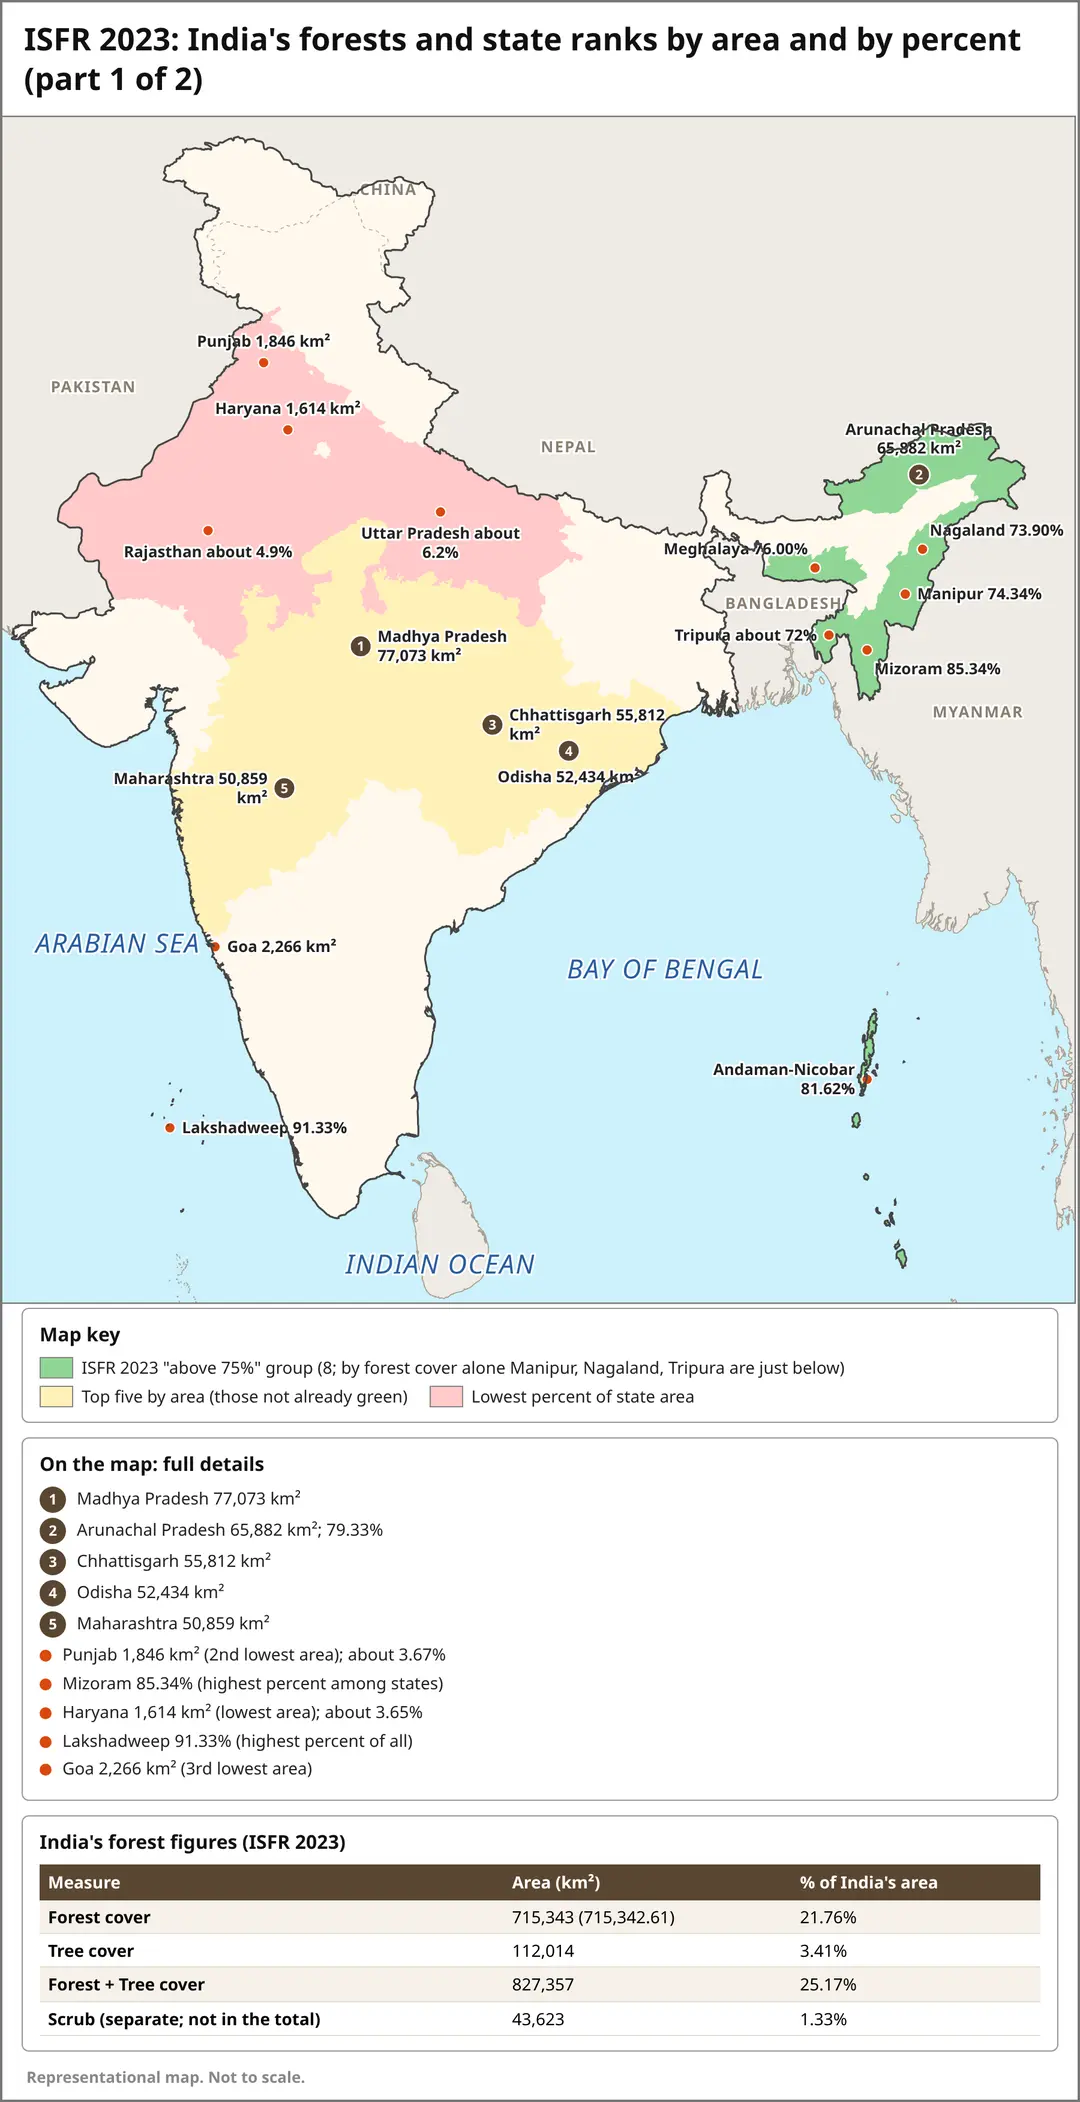 ISFR 2023: India's forests and state ranks by area and by percent
(part 1 of 2)
CHINA
Punjab 1,846 km²
PAKISTAN
Haryana 1,614 km²
NEPAL
Arunachal Pradesh
65,882 km²
2
Nagaland 73.90%
Rajasthan about 4.9%
Uttar Pradesh about
6.2%
Meghalaya 76.00%
Manipur 74.34%
BANGLADESH
Tripura about 72%
1
Madhya Pradesh
77,073 km²
Mizoram 85.34%
MYANMAR
3
Chhattisgarh 55,812
km²
4
Odisha 52,434 km²
Maharashtra 50,859
km²
5
ARABIAN SEA
Goa 2,266 km²
BAY OF BENGAL
Andaman-Nicobar
81.62%
Lakshadweep 91.33%
INDIAN OCEAN
Map key
ISFR 2023 "above 75%" group (8; by forest cover alone Manipur, Nagaland, Tripura are just below)
Top five by area (those not already green)
Lowest percent of state area
On the map: full details
1 Madhya Pradesh 77,073 km²
2 Arunachal Pradesh 65,882 km²; 79.33%
3 Chhattisgarh 55,812 km²
4 Odisha 52,434 km²
5 Maharashtra 50,859 km²
Punjab 1,846 km² (2nd lowest area); about 3.67%
Mizoram 85.34% (highest percent among states)
Haryana 1,614 km² (lowest area); about 3.65%
Lakshadweep 91.33% (highest percent of all)
Goa 2,266 km² (3rd lowest area)
India's forest figures (ISFR 2023)
Measure Area (km²) % of India's area
Forest cover 715,343 (715,342.61) 21.76%
Tree cover 112,014 3.41%
Forest + Tree cover 827,357 25.17%
Scrub (separate; not in the total) 43,623 1.33%
Representational map. Not to scale.